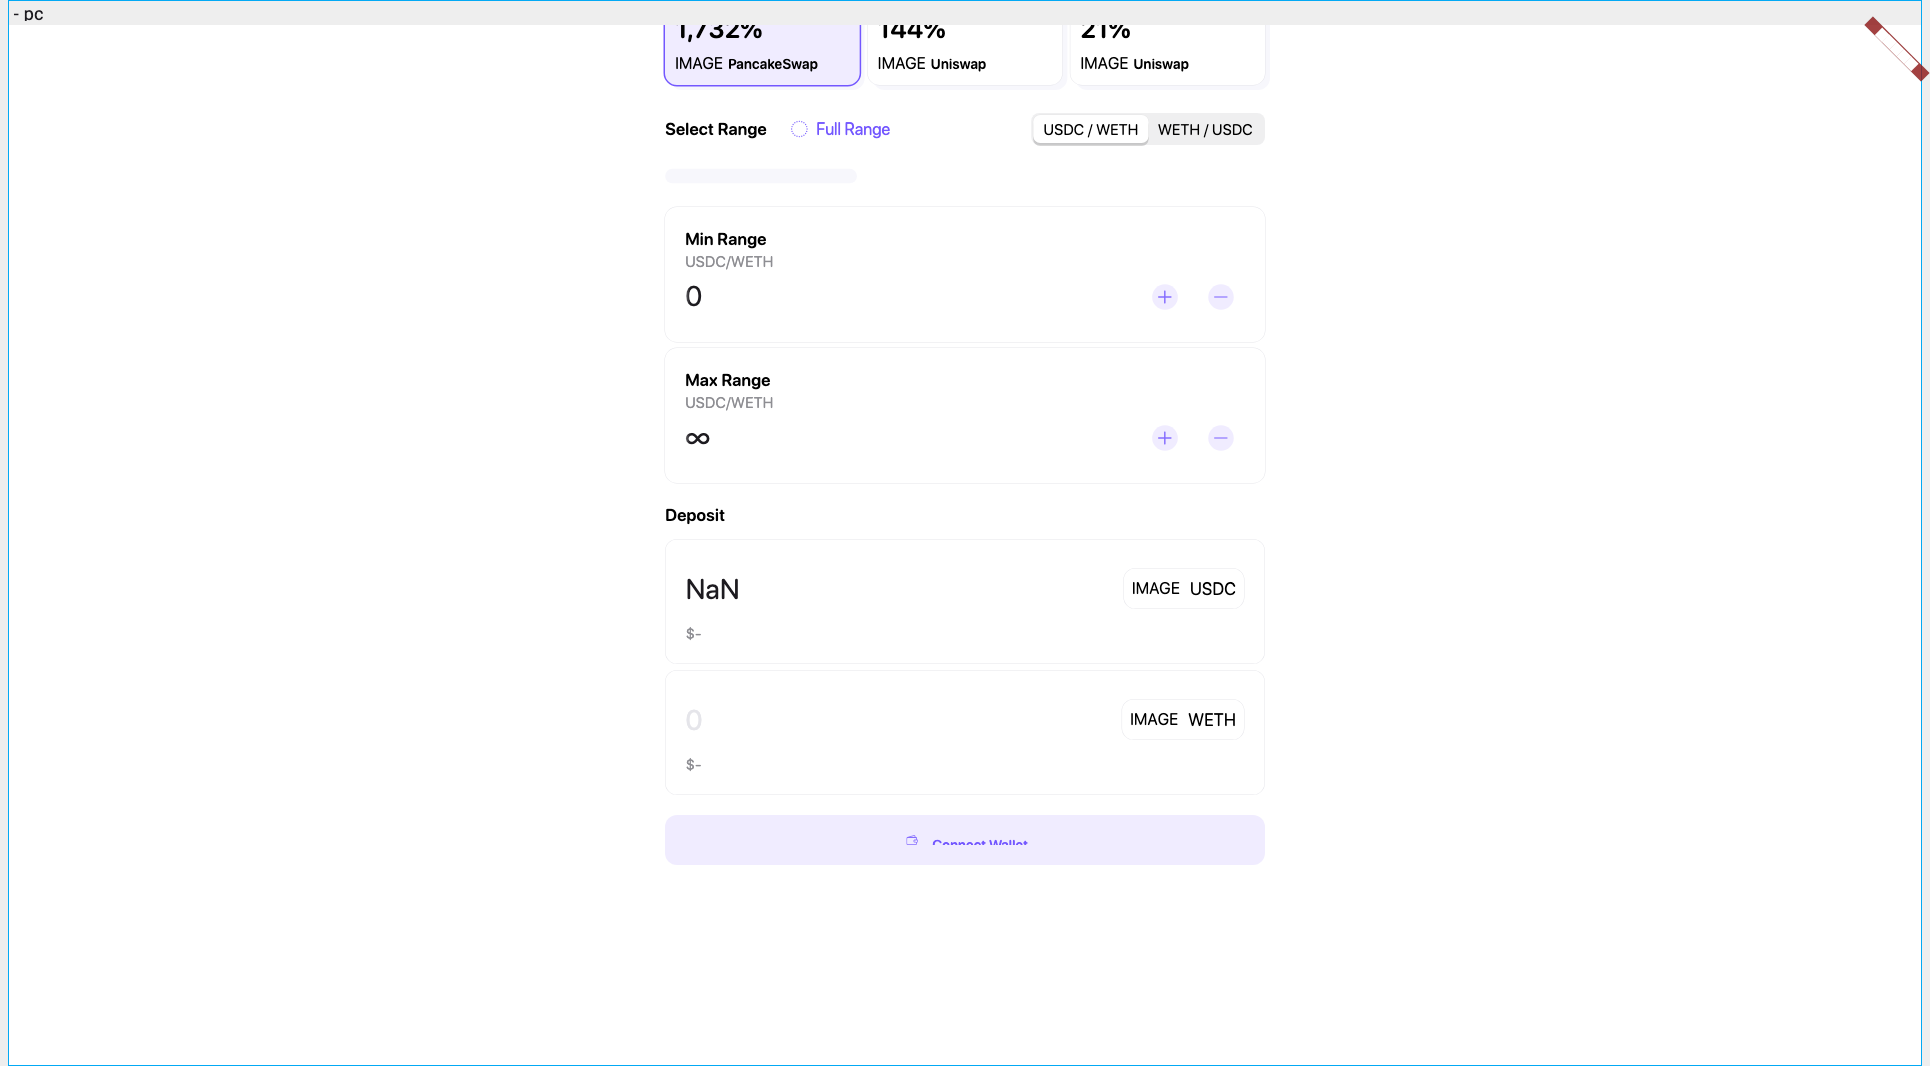 - pc
1,732% 144% 21%
IMAGE PancakeSwap IMAGE Uniswap IMAGE Uniswap
Select Range Full Range USDC / WETH WETH / USDC
Min Range
USDC/WETH
0
Max Range
USDC/WETH
∞
Deposit
NaN IMAGE USDC
$-
0 IMAGE WETH
$-
Connect Wallet